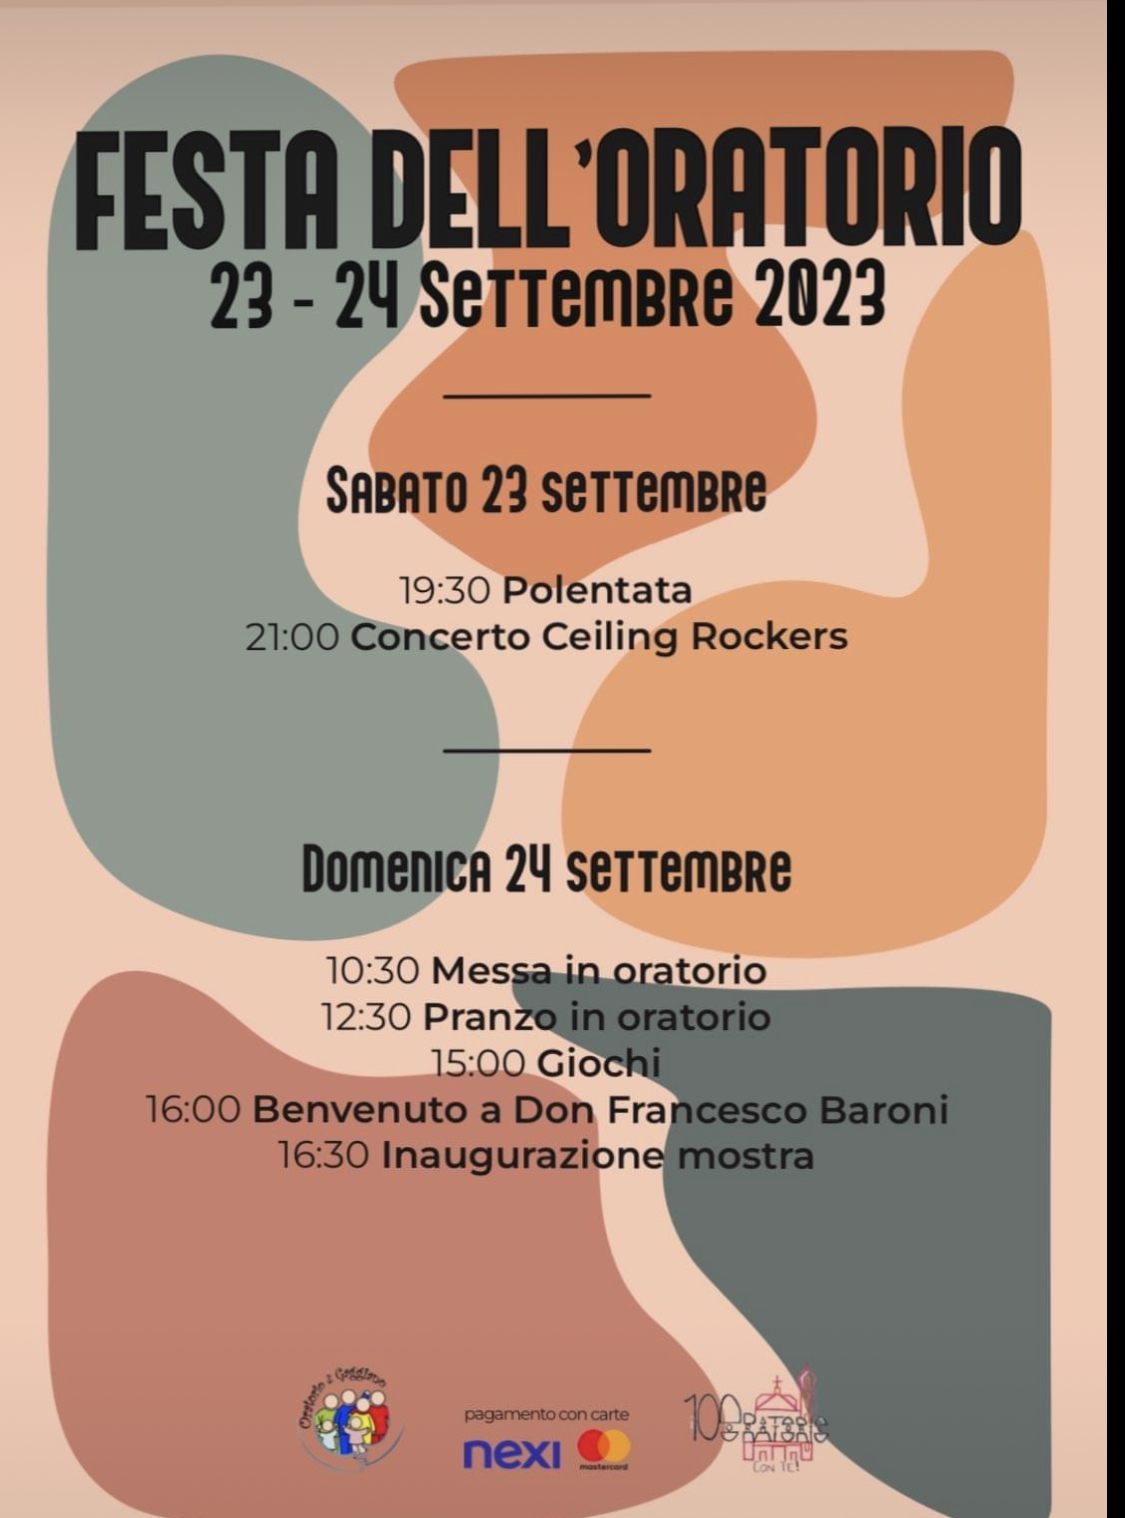 FESTA DELL'ORATORIO
23 - 24 SeTTemBRe 2023
SABATO 23 seTTemBRe
19:30 Polentata
21:00 Concerto Ceiling Rockers
Domenica 24 seTTemBRe
10:30 Messa in oratorio
12:30 Pranzo in oratorio
15:00 Giochi
16:00 Benvenuto a Don Francesco Baroni
16:30 Inaugurazione mostra
Oratorio di Gaggiano
pagamento con carte
nexi
mastercard
100 ORATORIO
CON TE!